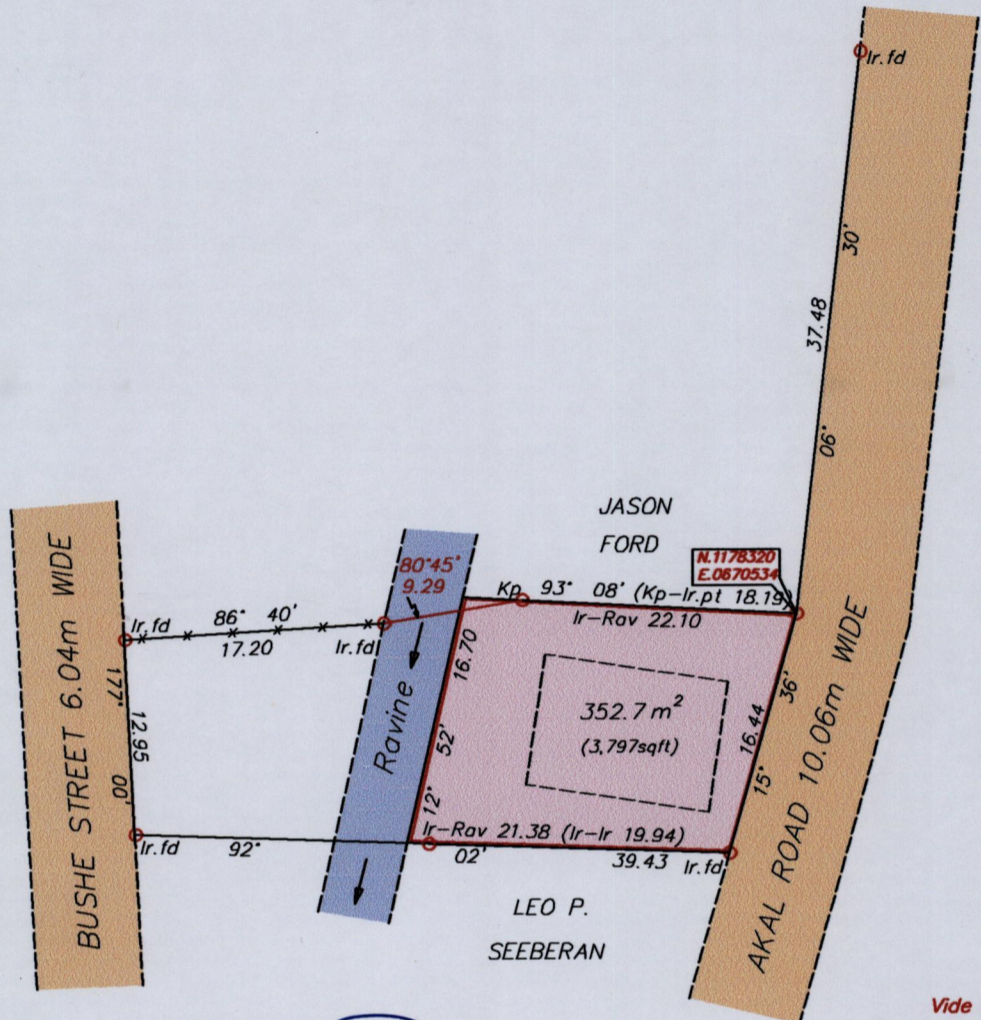 Ir.fd
30'
37.48
06°
JASON
FORD
N.1178320
E.0670534
80°45'
9.29
Kp
93° 08' (Kp-Ir.pt 18.19)
Ir-Rav 22.10
Ir.fd
86° 40'
17.20
Ir.fd
177°
12.95
00'
BUSHE STREET 6.04m WIDE
Ravine
16.70
52'
12°
352.7 m²
(3,797sqft)
36'
16.44
15°
AKAL ROAD 10.06m WIDE
Ir-Rav 21.38 (Ir-Ir 19.94)
Ir.fd
92°
02'
39.43
Ir.fd
LEO P.
SEEBERAN
Vide